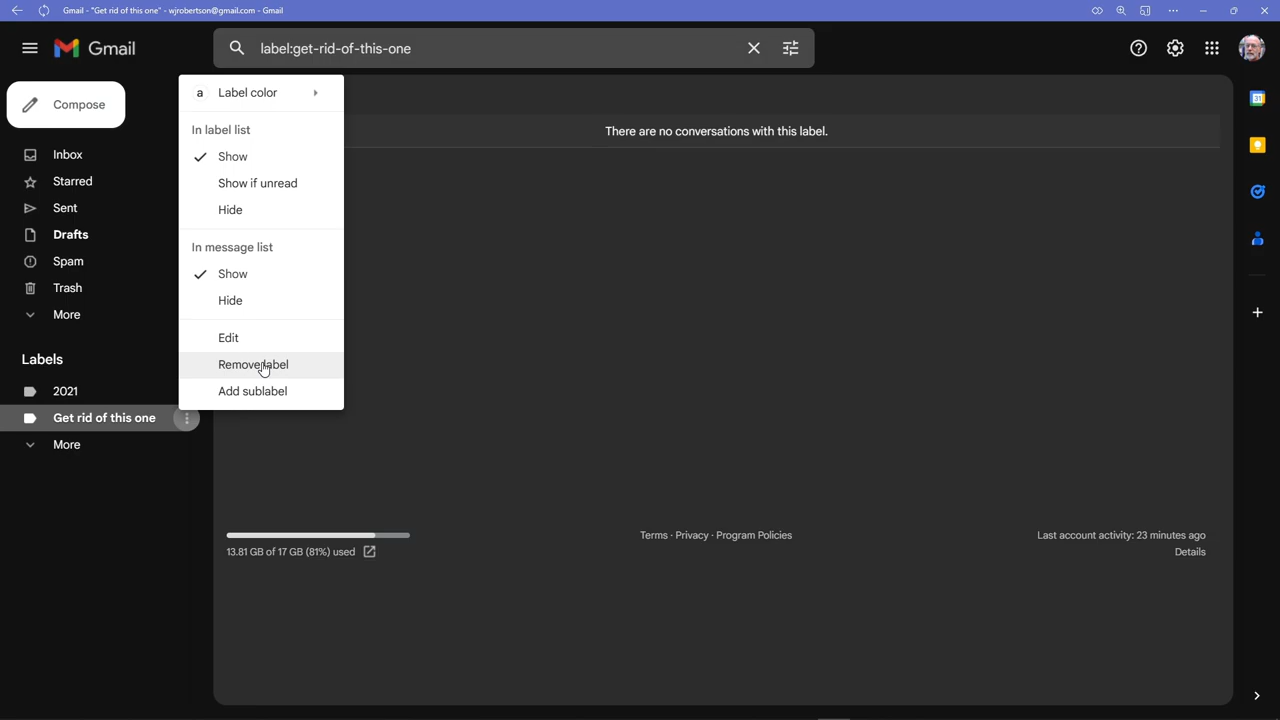 Gmail - "Get rid of this one" - wjrobertson@gmail.com - Gmail
Gmail
label:get-rid-of-this-one
Compose
Inbox
Starred
Sent
Drafts
Spam
Trash
More
Labels
2021
Get rid of this one
More
a Label color
In label list
Show
Show if unread
Hide
In message list
Show
Hide
Edit
Remove label
Add sublabel
There are no conversations with this label.
13.81 GB of 17 GB (81%) used
Terms · Privacy · Program Policies
Last account activity: 23 minutes ago
Details
31